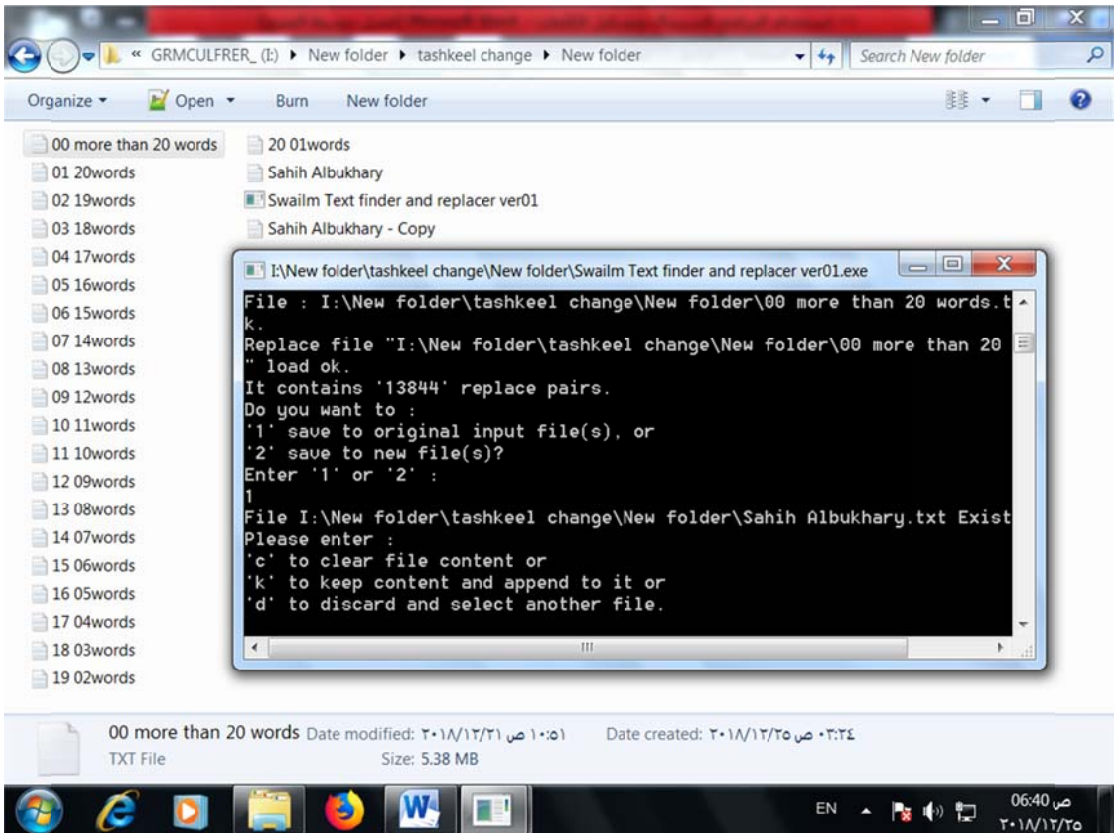 « GRMCULFRER_ (I:) ▸ New folder ▸ tashkeel change ▸ New folder
Search New folder
Organize Open Burn New folder
00 more than 20 words
01 20words
02 19words
03 18words
04 17words
05 16words
06 15words
07 14words
08 13words
09 12words
10 11words
11 10words
12 09words
13 08words
14 07words
15 06words
16 05words
17 04words
18 03words
19 02words
20 01words
Sahih Albukhary
Swailm Text finder and replacer ver01
Sahih Albukhary - Copy
I:\New folder\tashkeel change\New folder\Swailm Text finder and replacer ver01.exe
File : I:\New folder\tashkeel change\New folder\00 more than 20 words.t
k.
Replace file "I:\New folder\tashkeel change\New folder\00 more than 20
" load ok.
It contains '13844' replace pairs.
Do you want to :
'1' save to original input file(s), or
'2' save to new file(s)?
Enter '1' or '2' :
1
File I:\New folder\tashkeel change\New folder\Sahih Albukhary.txt Exist
Please enter :
'c' to clear file content or
'k' to keep content and append to it or
'd' to discard and select another file.
00 more than 20 words Date modified: ٢٠١٨/١٢/٢١ ص ١٠:٥١ Date created: ٢٠١٨/١٢/٢٥ ص ٠٣:٢٤
TXT File Size: 5.38 MB
EN
06:40 ص
٢٠١٨/١٢/٢٥